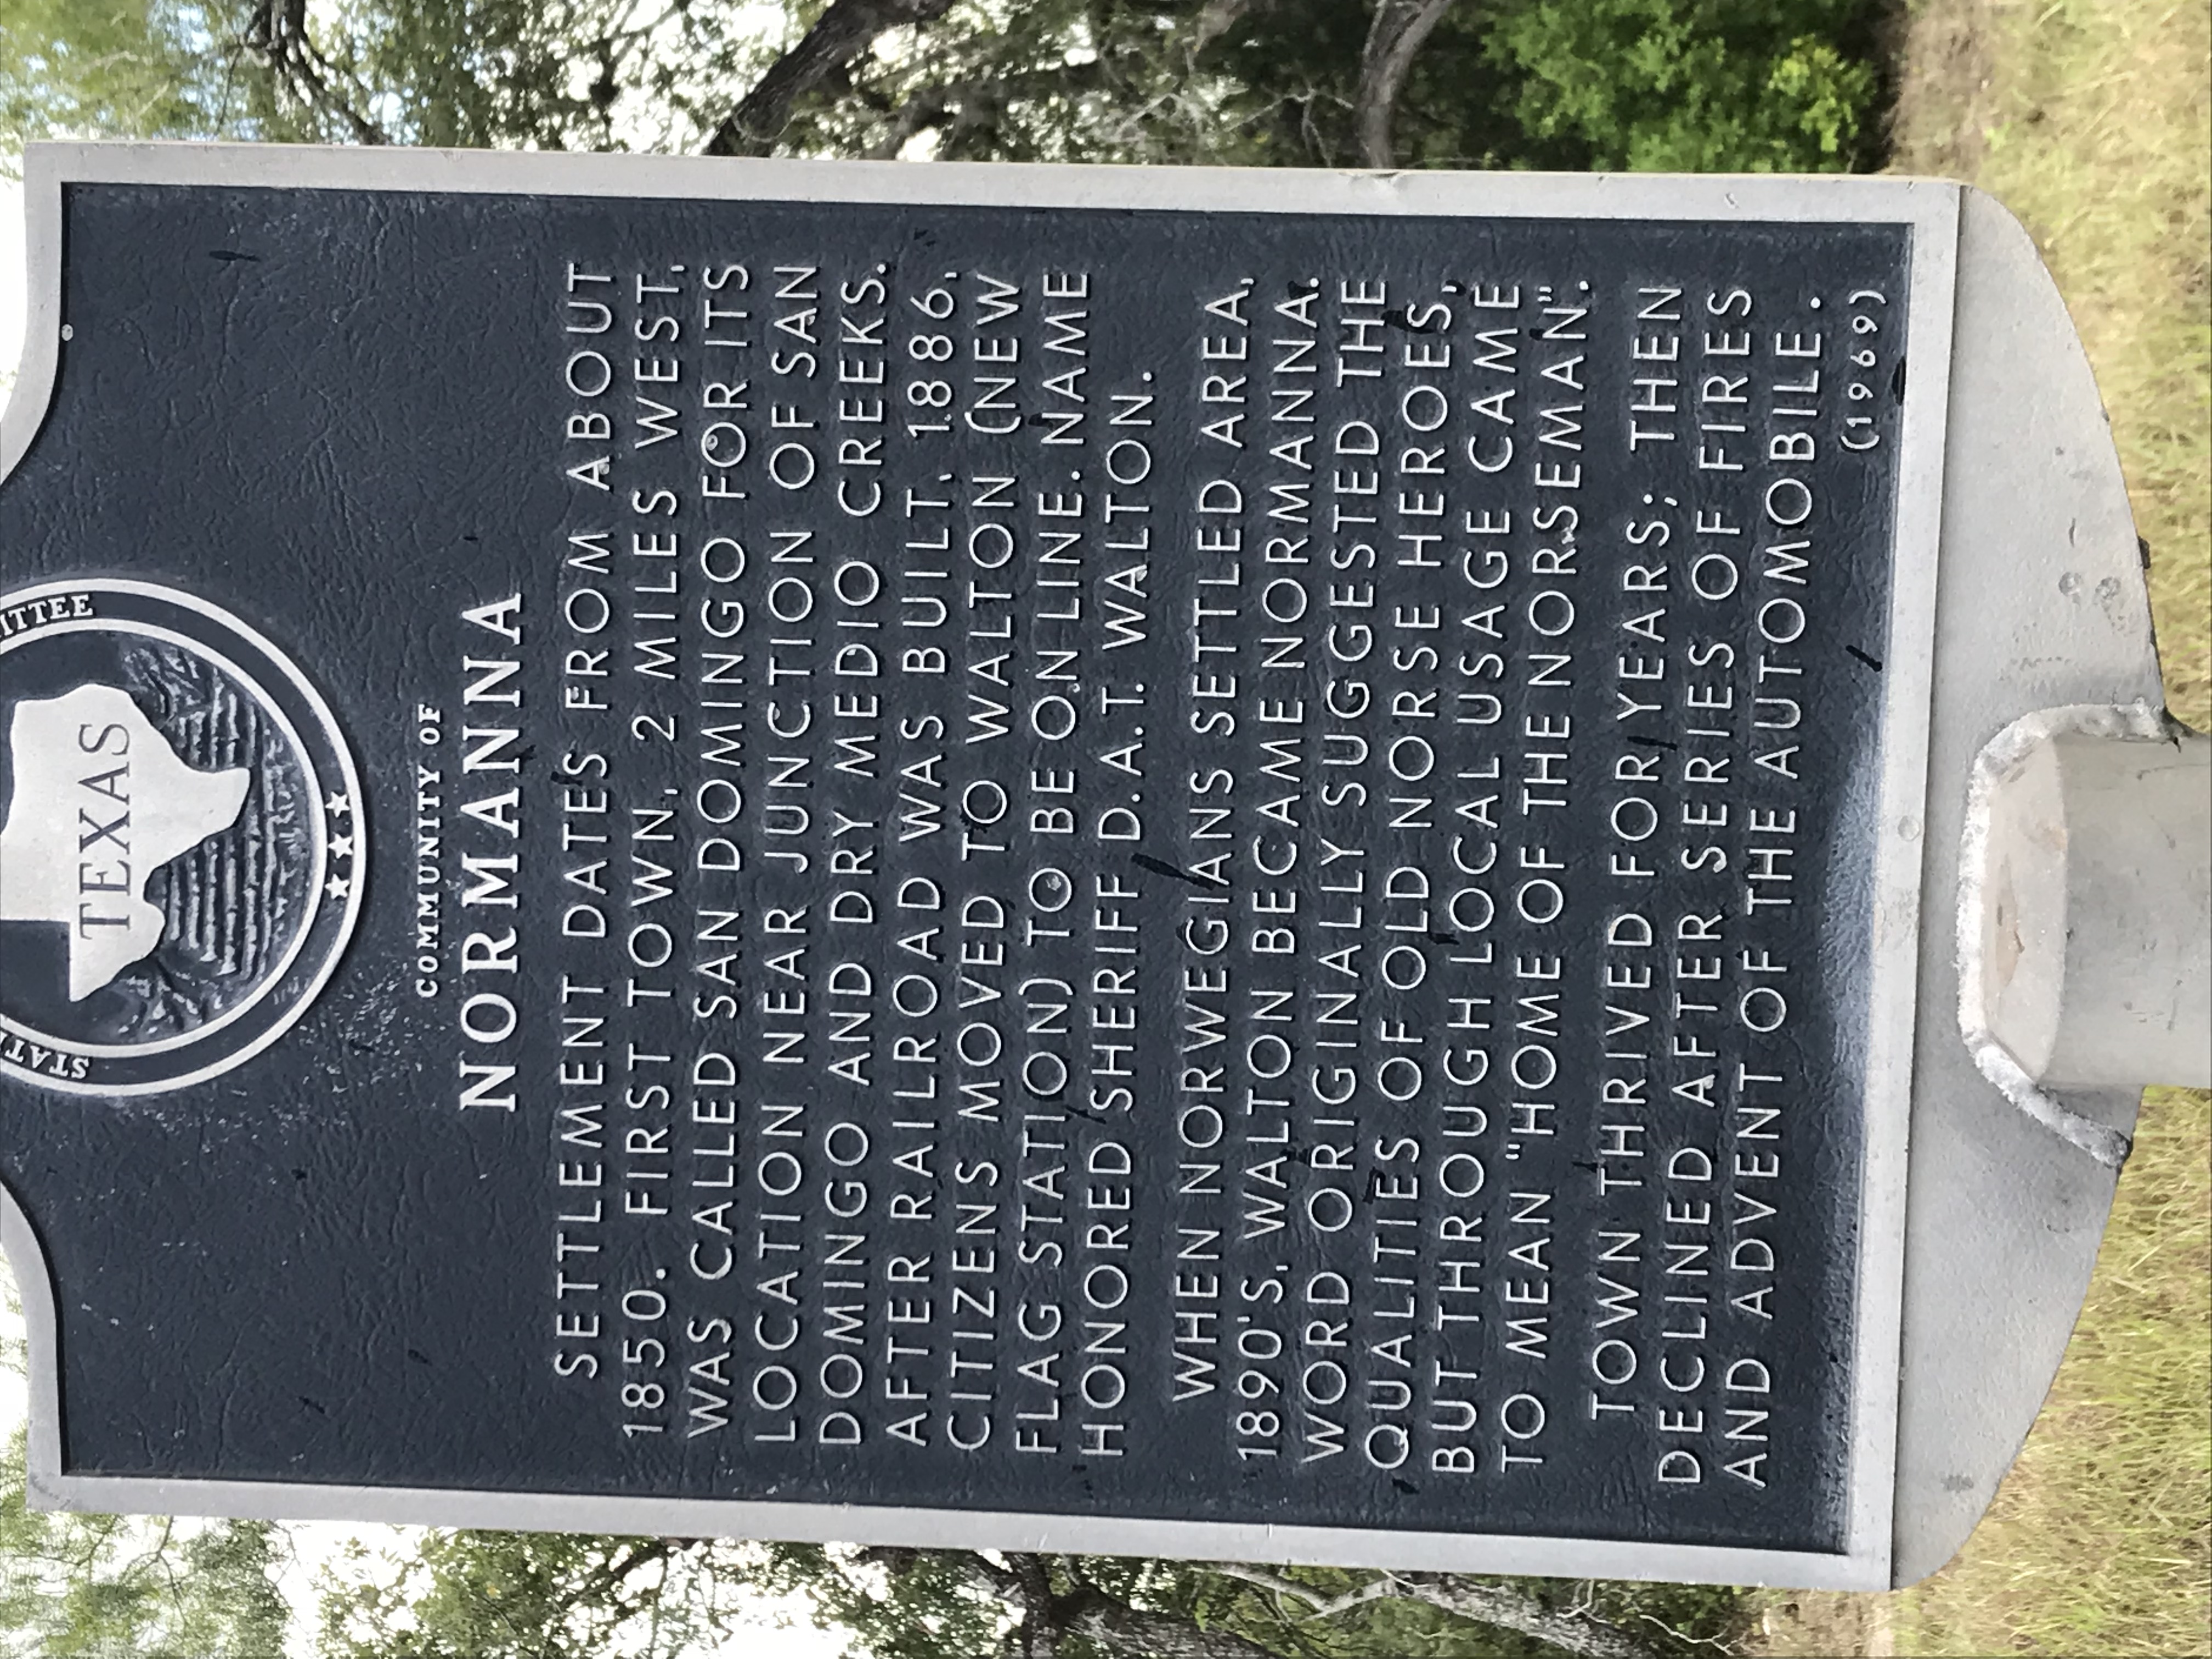 STAT
ITTEE
TEXAS
COMMUNITY OF
NORMANNA
SETTLEMENT DATES FROM ABOUT
1850. FIRST TOWN, 2 MILES WEST,
WAS CALLED SAN DOMINGO FOR ITS
LOCATION NEAR JUNCTION OF SAN
DOMINGO AND DRY MEDIO CREEKS.
AFTER RAILROAD WAS BUILT, 1886,
CITIZENS MOVED TO WALTON (NEW
FLAG STATION) TO BE ON LINE. NAME
HONORED SHERIFF D.A.T. WALTON.
WHEN NORWEGIANS SETTLED AREA,
1890'S, WALTON BECAME NORMANNA.
WORD ORIGINALLY SUGGESTED THE
QUALITIES OF OLD NORSE HEROES,
BUT THROUGH LOCAL USAGE CAME
TO MEAN "HOME OF THE NORSEMAN".
TOWN THRIVED FOR YEARS; THEN
DECLINED AFTER SERIES OF FIRES
AND ADVENT OF THE AUTOMOBILE.
(1969)